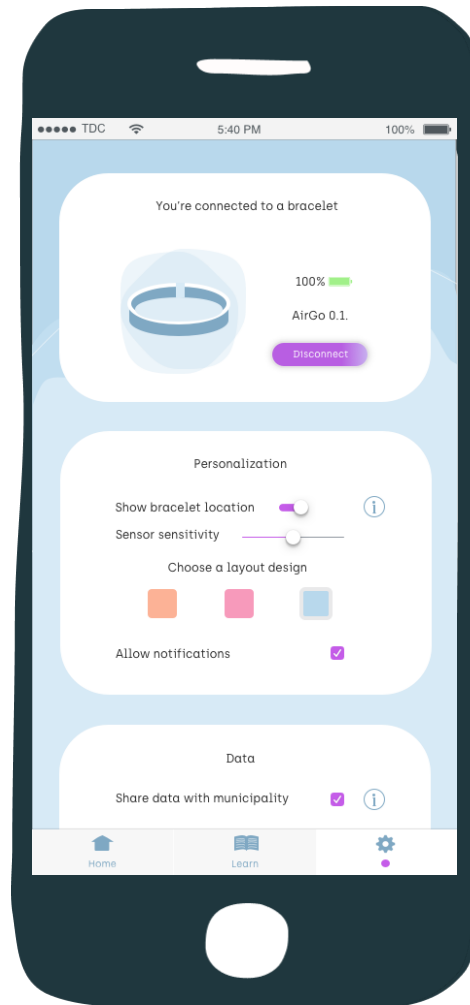 TDC 5:40 PM 100%
You're connected to a bracelet
100%
AirGo 0.1.
Disconnect
Personalization
Show bracelet location i
Sensor sensitivity
Choose a layout design
Allow notifications
Data
Share data with municipality i
Home Learn